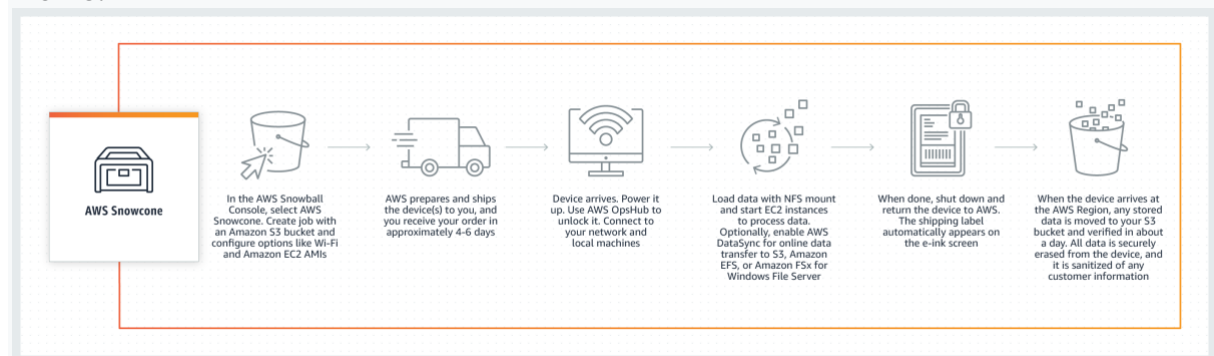 AWS Snowcone
In the AWS Snowball
Console, select AWS
Snowcone. Create job with
an Amazon S3 bucket and
configure options like Wi-Fi
and Amazon EC2 AMIs
AWS prepares and ships
the device(s) to you, and
you receive your order in
approximately 4-6 days
Device arrives. Power it
up. Use AWS OpsHub to
unlock it. Connect to
your network and
local machines
Load data with NFS mount
and start EC2 instances
to process data.
Optionally, enable AWS
DataSync for online data
transfer to S3, Amazon
EFS, or Amazon FSx for
Windows File Server
When done, shut down and
return the device to AWS.
The shipping label
automatically appears on
the e-ink screen
When the device arrives at
the AWS Region, any stored
data is moved to your S3
bucket and verified in about
a day. All data is securely
erased from the device, and
it is sanitized of any
customer information